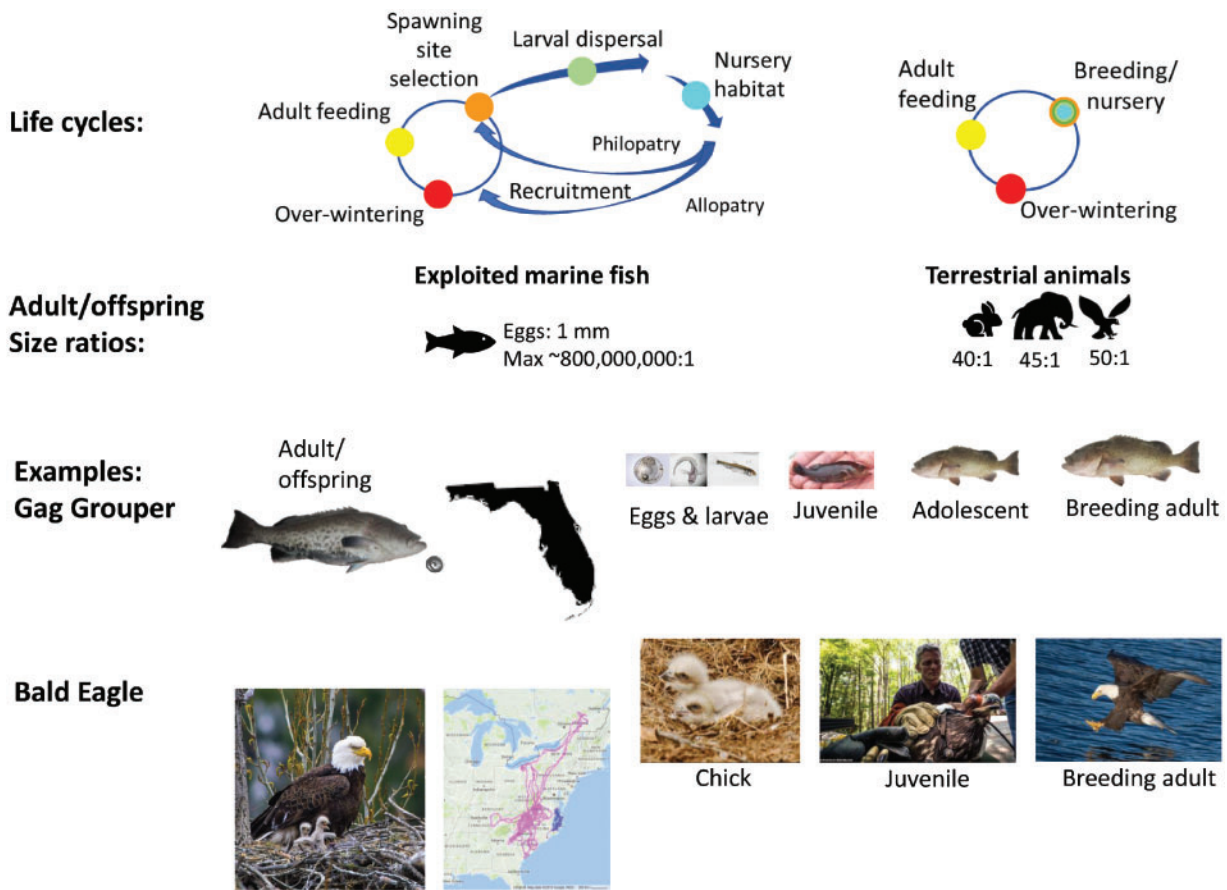 Life cycles:
Spawning
site
selection
Larval dispersal
Nursery
habitat
Adult feeding
Philopatry
Recruitment
Allopatry
Over-wintering
Adult
feeding
Breeding/
nursery
Over-wintering
Adult/offspring
Size ratios:
Exploited marine fish
Eggs: 1 mm
Max ~800,000,000:1
Terrestrial animals
40:1
45:1
50:1
Examples:
Gag Grouper
Adult/
offspring
Eggs & larvae
Juvenile
Adolescent
Breeding adult
Bald Eagle
Chick
Juvenile
Breeding adult